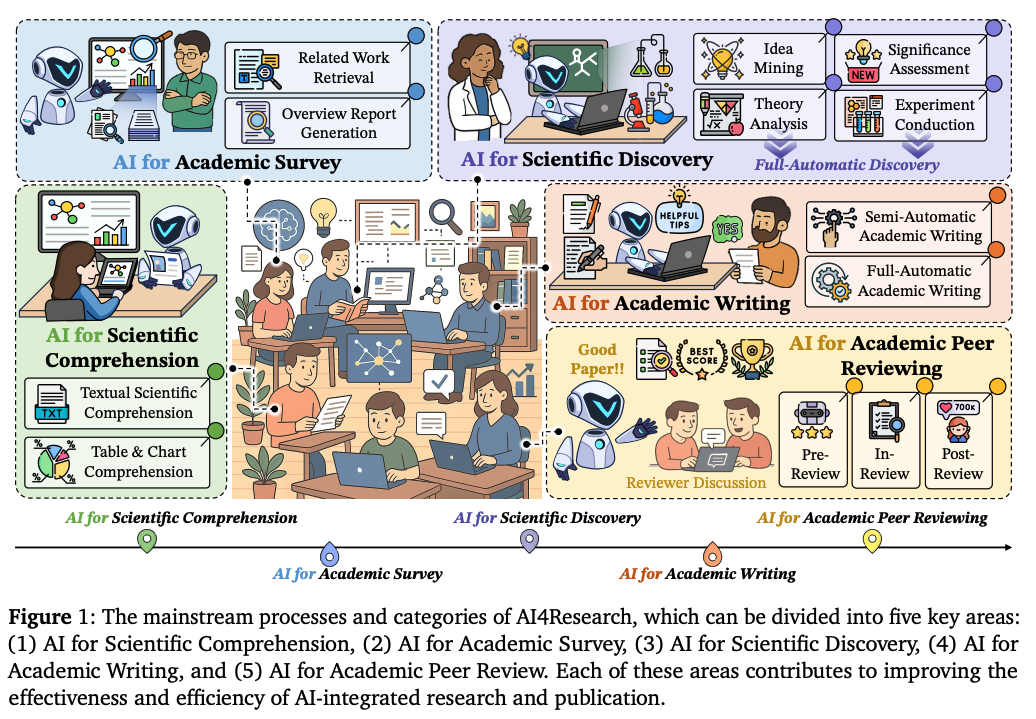 Related Work
Retrieval
Overview Report
Generation
AI for Academic Survey
Idea
Mining
Significance
Assessment
NEW
Theory
Analysis
Experiment
Conduction
AI for Scientific Discovery
Full-Automatic Discovery
AI for Scientific
Comprehension
TXT
Textual Scientific
Comprehension
Table & Chart
Comprehension
HELPFUL
TIPS
YES
Semi-Automatic
Academic Writing
Full-Automatic
Academic Writing
AI for Academic Writing
Good
Paper!!
BEST
SCORE
AI for Academic Peer
Reviewing
Reviewer Discussion
Pre-
Review
In-
Review
700K
Post-
Review
AI for Scientific Comprehension
AI for Academic Survey
AI for Scientific Discovery
AI for Academic Writing
AI for Academic Peer Reviewing
Figure 1: The mainstream processes and categories of AI4Research, which can be divided into five key areas:
(1) AI for Scientific Comprehension, (2) AI for Academic Survey, (3) AI for Scientific Discovery, (4) AI for
Academic Writing, and (5) AI for Academic Peer Review. Each of these areas contributes to improving the
effectiveness and efficiency of AI-integrated research and publication.